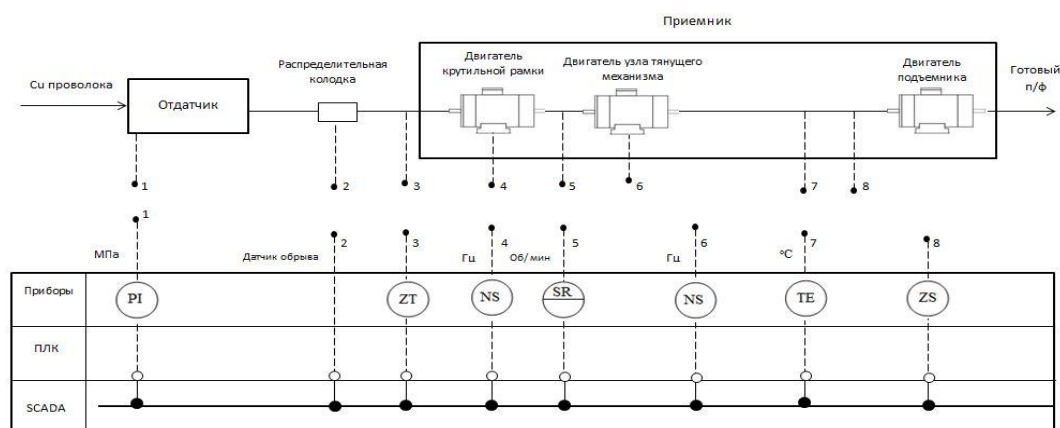 Приемник
Двигатель
крутильной рамки
Двигатель узла тянущего
механизма
Двигатель
подъемника
Готовый
п/ф
Распределительная
колодка
Cu проволока
Отдатчик
1
2
3
4
5
6
7
8
1
2
3
4
5
6
7
8
МПа
Датчик обрыва
Гц
Об/мин
Гц
°C
Приборы
PI
ZT
NS
SR
NS
TE
ZS
ПЛК
SCADA